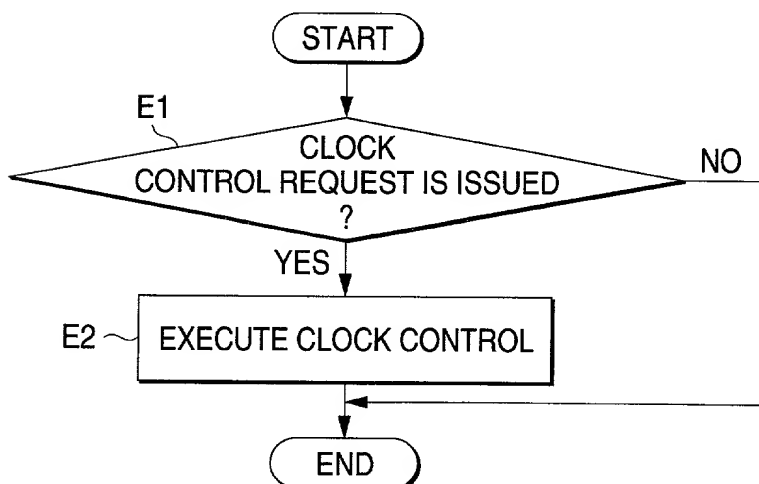 START
E1
CLOCK
CONTROL REQUEST IS ISSUED
?
NO
YES
E2
EXECUTE CLOCK CONTROL
END